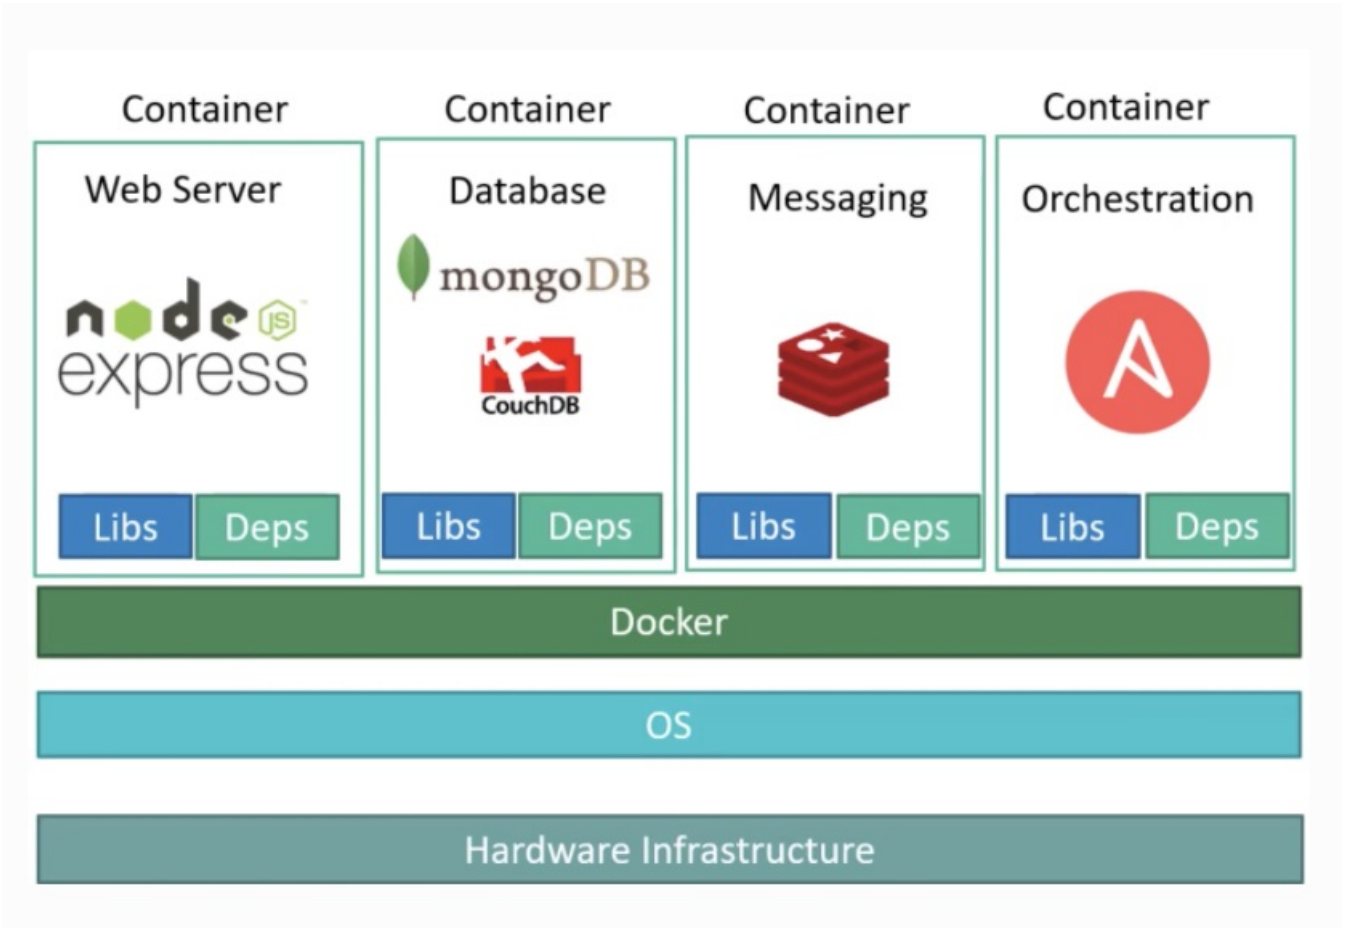 Container
Container
Container
Container
Web Server
node JS ™
express
Libs
Deps
Database
mongoDB
CouchDB
Libs
Deps
Messaging
Libs
Deps
Orchestration
A
Libs
Deps
Docker
OS
Hardware Infrastructure